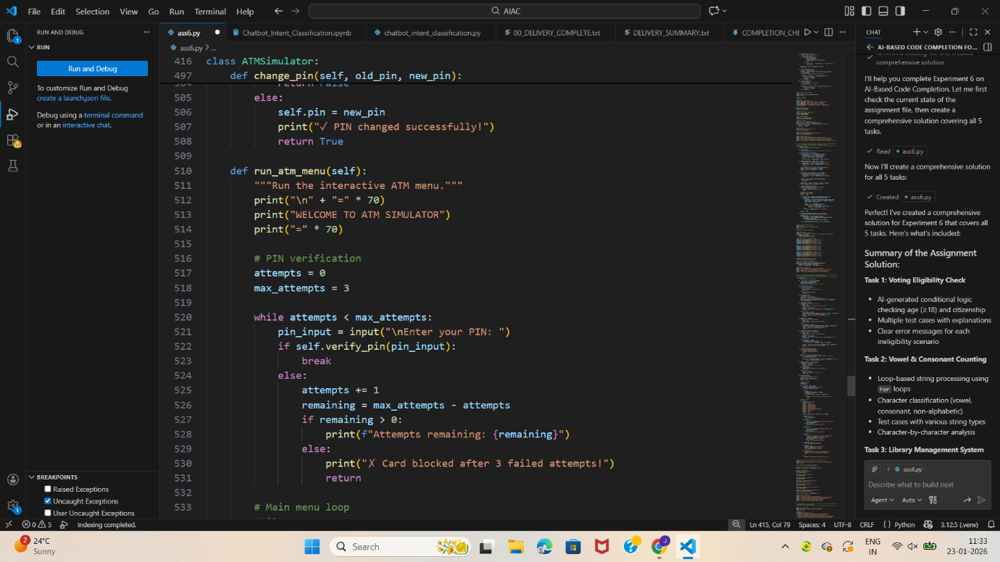 File Edit Selection View Go Run Terminal Help
AIAC
RUN AND DEBUG
RUN
Run and Debug
To customize Run and Debug
create a launch.json file.
Debug using a terminal command
or in an interactive chat.
BREAKPOINTS
Raised Exceptions
Uncaught Exceptions
User Uncaught Exceptions
ass6.py
Chatbot_Intent_Classification.ipynb
chatbot_intent_classification.py
00_DELIVERY_COMPLETE.txt
DELIVERY_SUMMARY.txt
COMPLETION_CHE
ass6.py > ...
416 class ATMSimulator:
497 def change_pin(self, old_pin, new_pin):
504 return False
505 else:
506 self.pin = new_pin
507 print("✓ PIN changed successfully!")
508 return True
509
510 def run_atm_menu(self):
511 """Run the interactive ATM menu."""
512 print("\n" + "=" * 70)
513 print("WELCOME TO ATM SIMULATOR")
514 print("=" * 70)
515
516 # PIN verification
517 attempts = 0
518 max_attempts = 3
519
520 while attempts < max_attempts:
521 pin_input = input("\nEnter your PIN: ")
522 if self.verify_pin(pin_input):
523 break
524 else:
525 attempts += 1
526 remaining = max_attempts - attempts
527 if remaining > 0:
528 print(f"Attempts remaining: {remaining}")
529 else:
530 print("✗ Card blocked after 3 failed attempts!")
531 return
532
533 # Main menu loop
CHAT
AI-BASED CODE COMPLETION FO...
Reviewed existing file and created
comprehensive solution
I'll help you complete Experiment 6 on
AI-Based Code Completion. Let me first
check the current state of the
assignment file, then create a
comprehensive solution covering all 5
tasks.
Read ass6.py
Now I'll create a comprehensive solution
for all 5 tasks:
Created ass6.py
Perfect! I've created a comprehensive
solution for Experiment 6 that covers all
5 tasks. Here's what's included:
Summary of the Assignment
Solution:
Task 1: Voting Eligibility Check
• AI-generated conditional logic
checking age (≥18) and citizenship
• Multiple test cases with explanations
• Clear error messages for each
ineligibility scenario
Task 2: Vowel & Consonant Counting
• Loop-based string processing using
for loops
• Character classification (vowel,
consonant, non-alphabetic)
• Test cases with various string types
• Character-by-character analysis
Task 3: Library Management System
+ ass6.py
Describe what to build next
Agent Auto
0 5 Indexing completed.
Ln 415, Col 79 Spaces: 4 UTF-8 CRLF { } Python 3.12.5 (.venv)
2
24°C
Sunny
Search
ENG
IN
11:33
23-01-2026